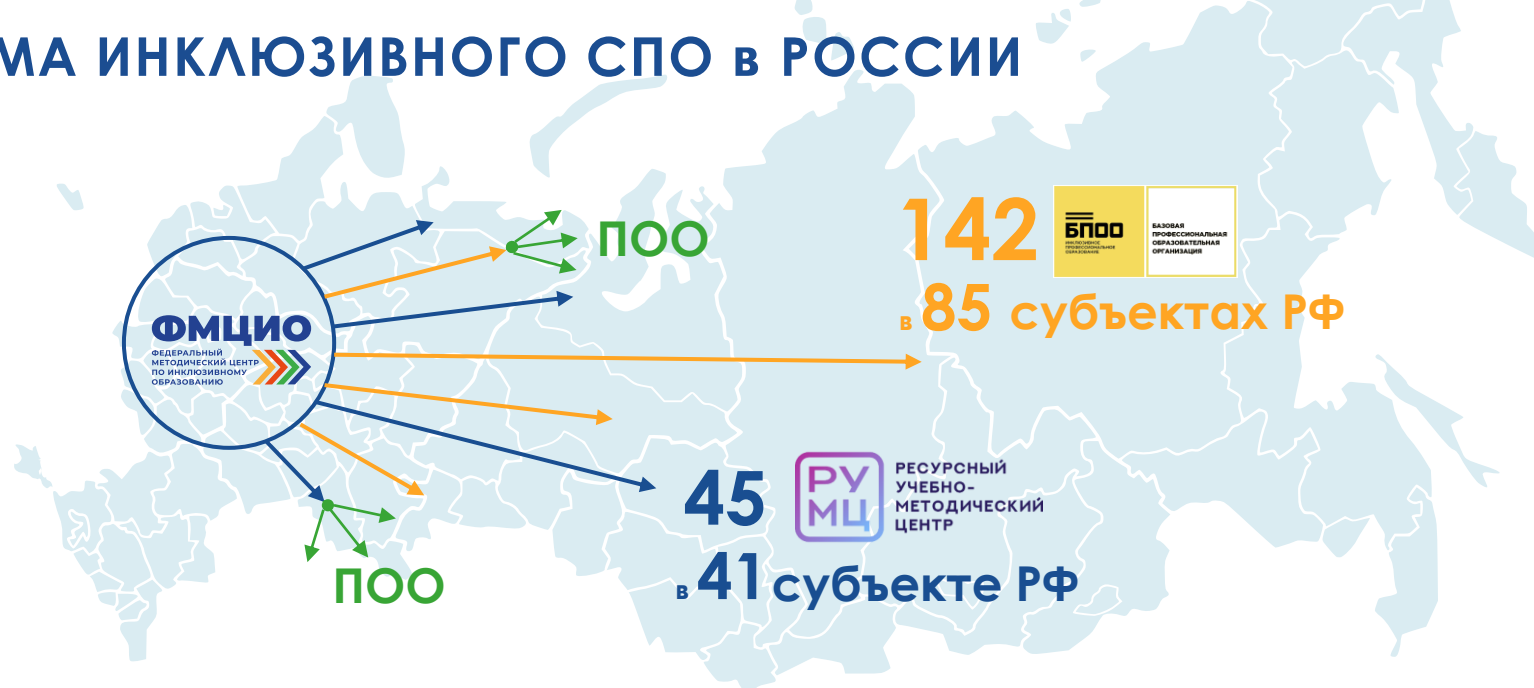 МА ИНКЛЮЗИВНОГО СПО в РОССИИ
ПОО
142
БПОО
ИНКЛЮЗИВНОЕ
ПРОФЕССИОНАЛЬНОЕ
ОБРАЗОВАНИЕ
БАЗОВАЯ
ПРОФЕССИОНАЛЬНАЯ
ОБРАЗОВАТЕЛЬНАЯ
ОРГАНИЗАЦИЯ
в 85 субъектах РФ
ФМЦИО
ФЕДЕРАЛЬНЫЙ
МЕТОДИЧЕСКИЙ ЦЕНТР
ПО ИНКЛЮЗИВНОМУ
ОБРАЗОВАНИЮ
45
РУ
МЦ
РЕСУРСНЫЙ
УЧЕБНО-
МЕТОДИЧЕСКИЙ
ЦЕНТР
в 41 субъекте РФ
ПОО